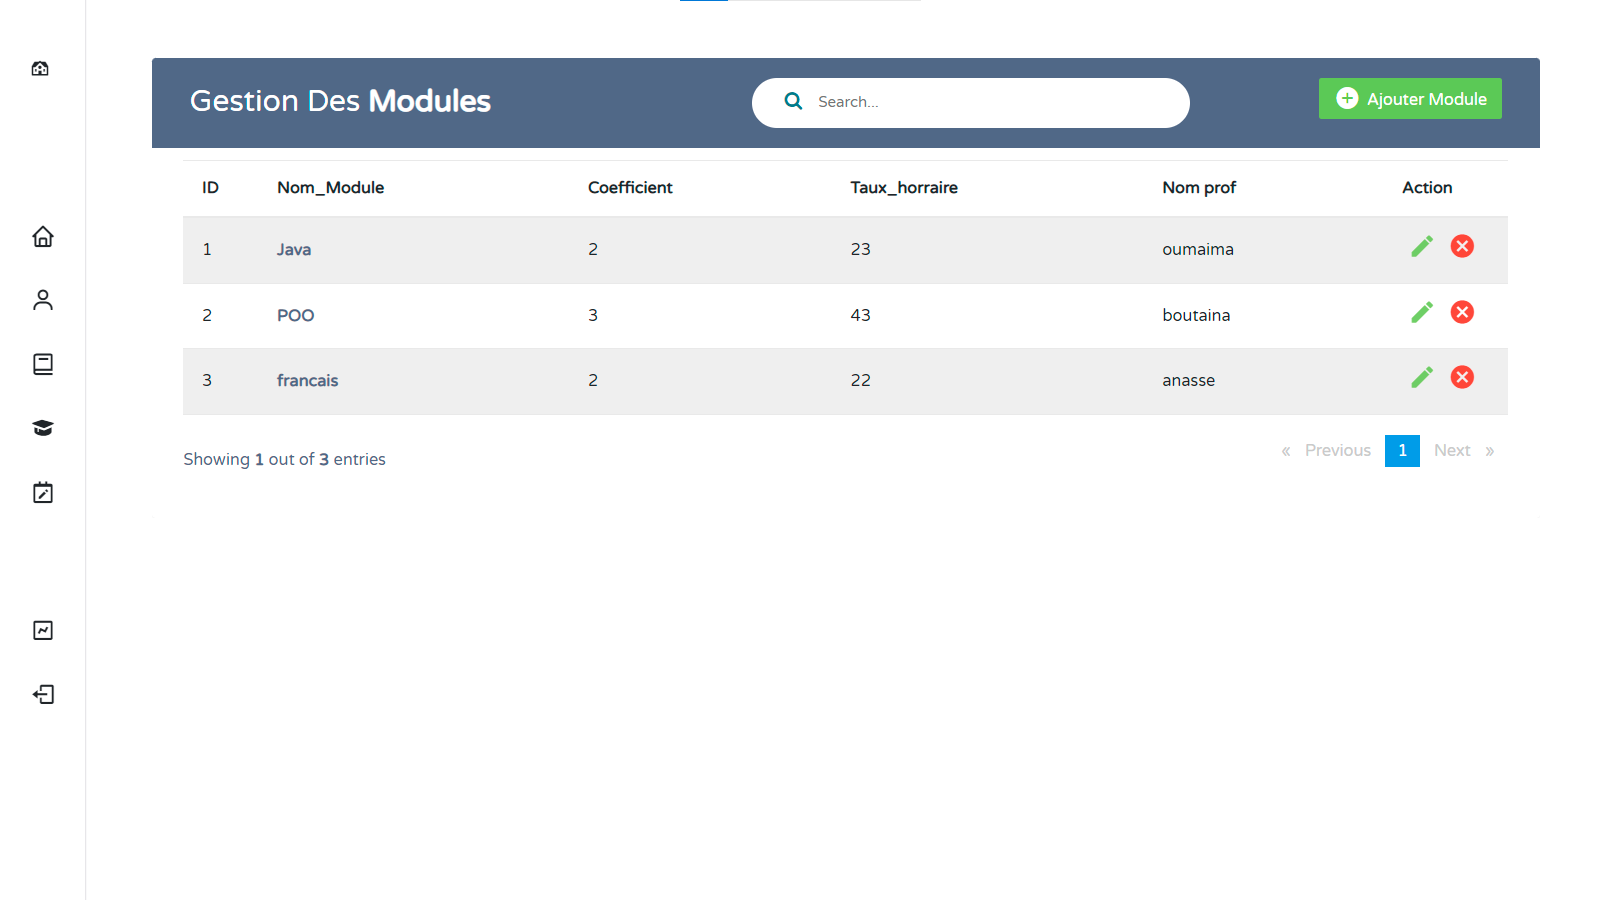 Gestion Des Modules
Search...
Ajouter Module
ID Nom_Module Coefficient Taux_horraire Nom prof Action
1 Java 2 23 oumaima
2 POO 3 43 boutaina
3 francais 2 22 anasse
Showing 1 out of 3 entries
« Previous 1 Next »